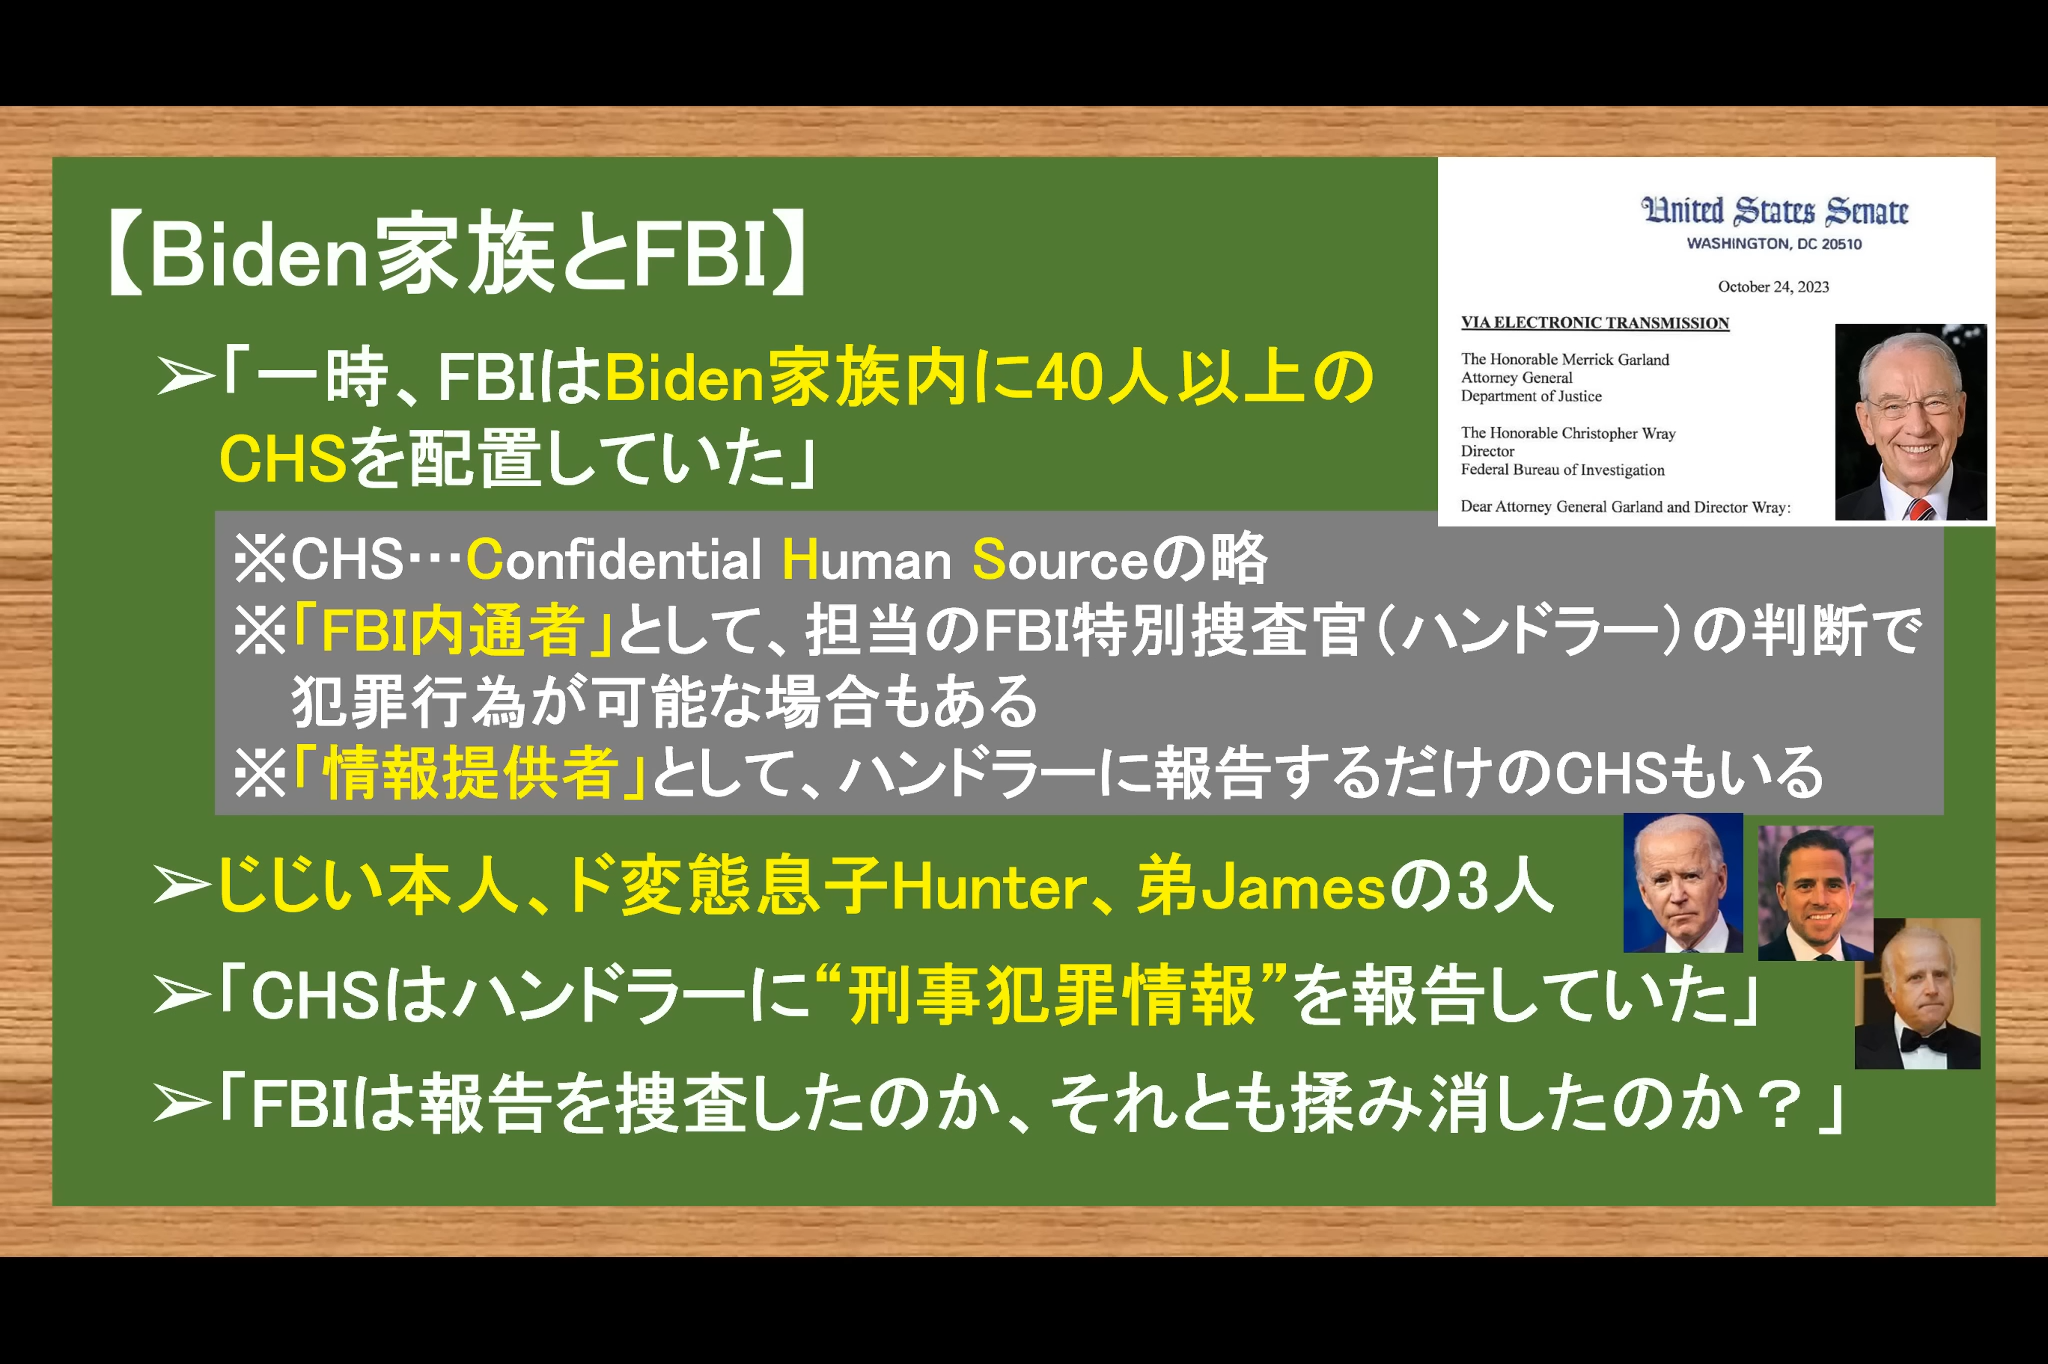 【Biden家族とFBI】
United States Senate
WASHINGTON, DC 20510
October 24, 2023
VIA ELECTRONIC TRANSMISSION
The Honorable Merrick Garland
Attorney General
Department of Justice
The Honorable Christopher Wray
Director
Federal Bureau of Investigation
Dear Attorney General Garland and Director Wray:
➢「一時、FBIはBiden家族内に40人以上の
CHSを配置していた」
※CHS…Confidential Human Sourceの略
※「FBI内通者」として、担当のFBI特別捜査官（ハンドラー）の判断で
犯罪行為が可能な場合もある
※「情報提供者」として、ハンドラーに報告するだけのCHSもいる
➢じじい本人、ド変態息子Hunter、弟Jamesの3人
➢「CHSはハンドラーに“刑事犯罪情報”を報告していた」
➢「FBIは報告を捜査したのか、それとも揉み消したのか？」